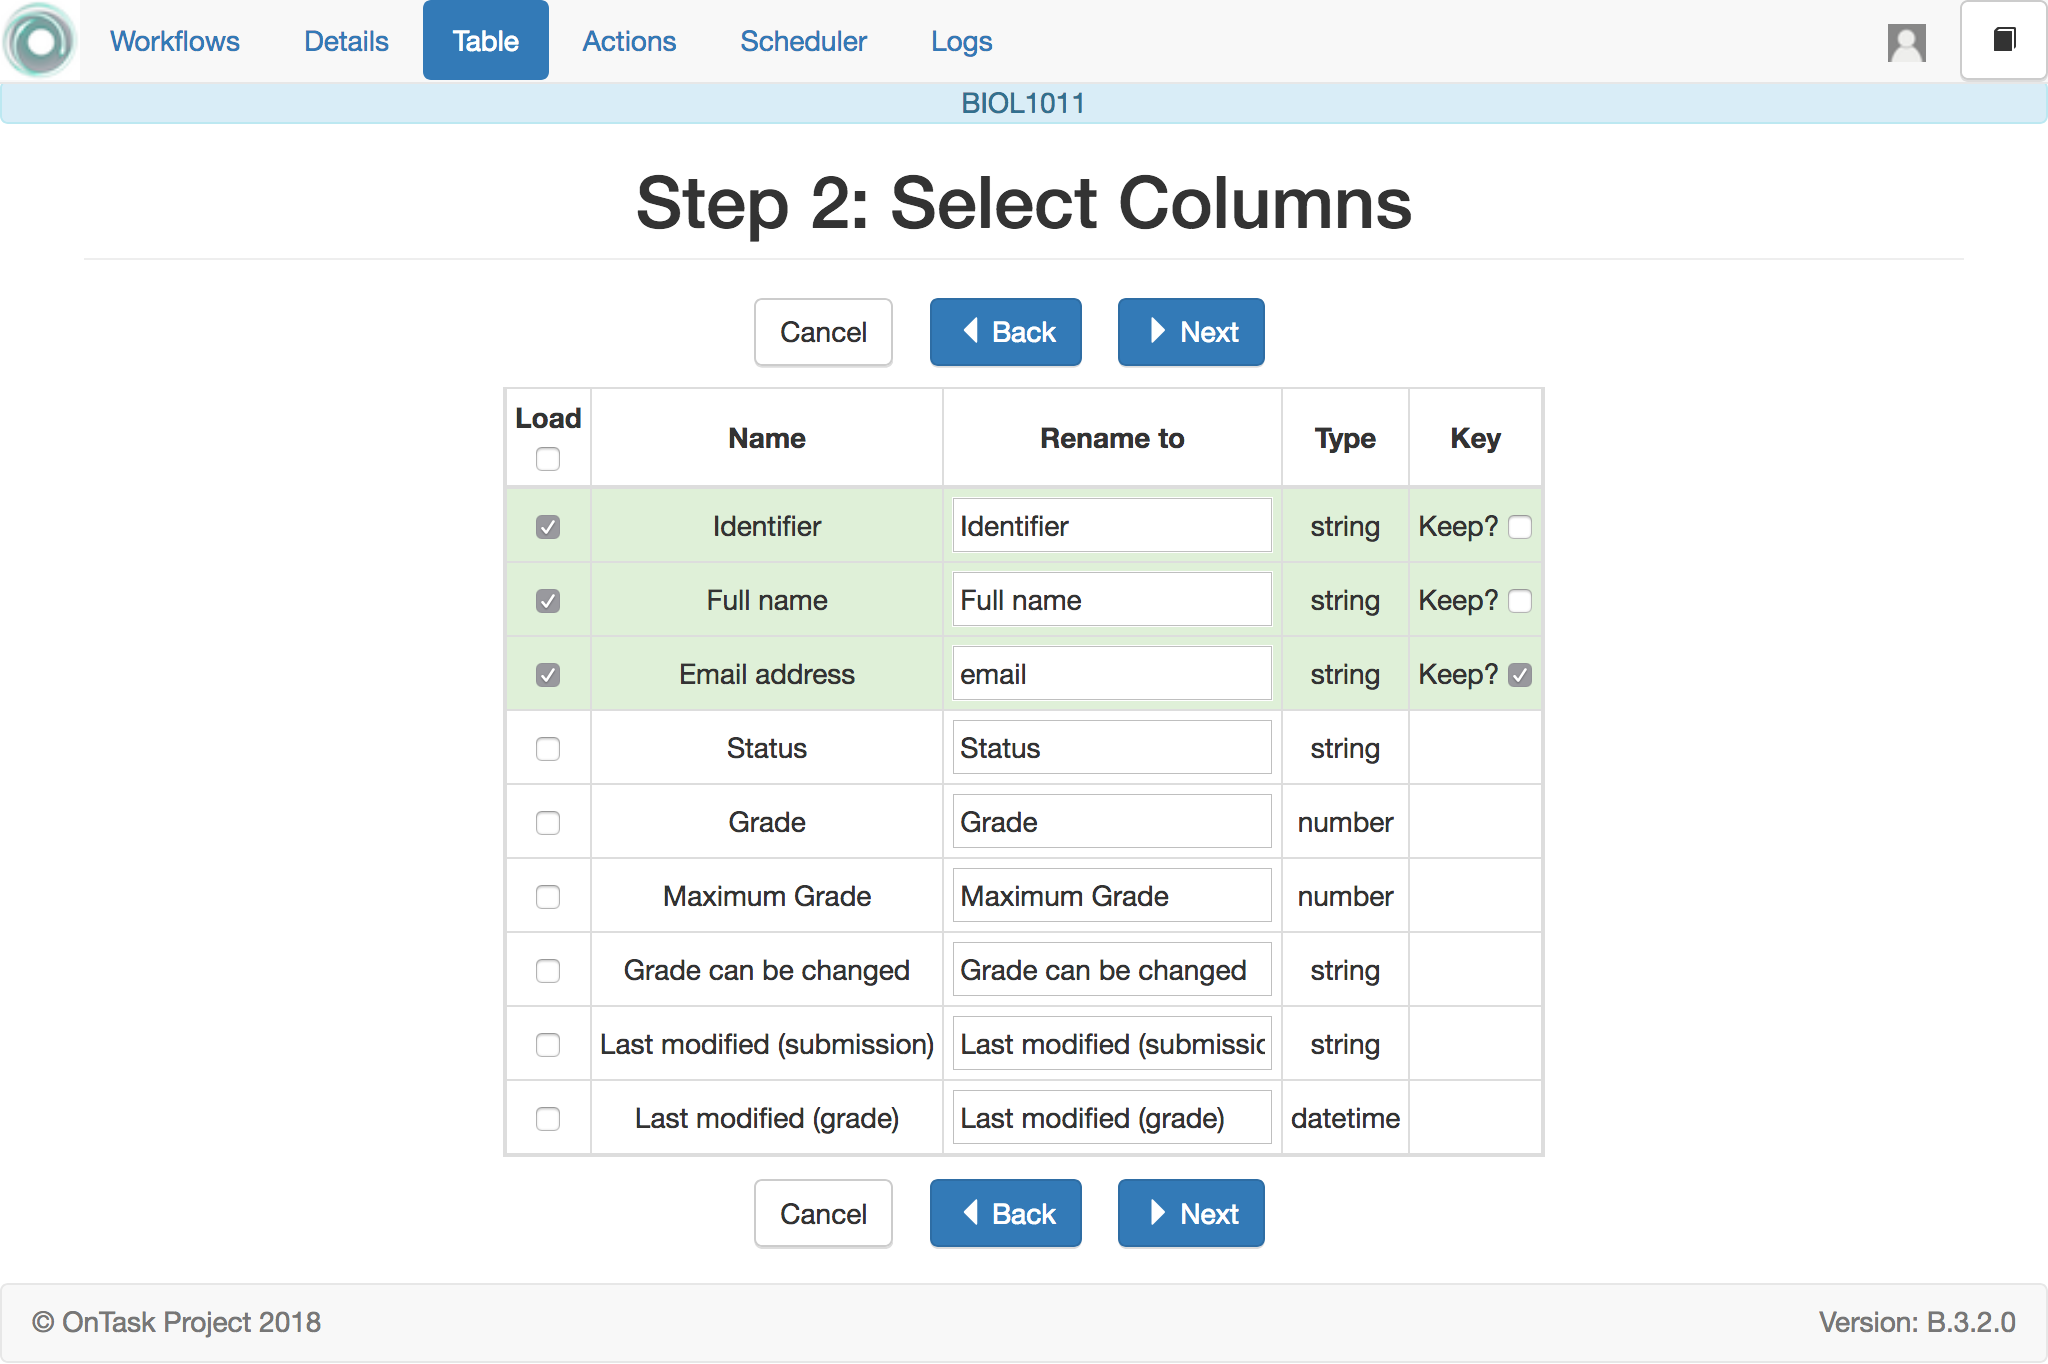 Workflows Details Table Actions Scheduler Logs
BIOL1011
Step 2: Select Columns
Cancel Back Next
Load Name Rename to Type Key
Identifier Identifier string Keep?
Full name Full name string Keep?
Email address email string Keep?
Status Status string
Grade Grade number
Maximum Grade Maximum Grade number
Grade can be changed Grade can be changed string
Last modified (submission) Last modified (submissic string
Last modified (grade) Last modified (grade) datetime
Cancel Back Next
© OnTask Project 2018 Version: B.3.2.0